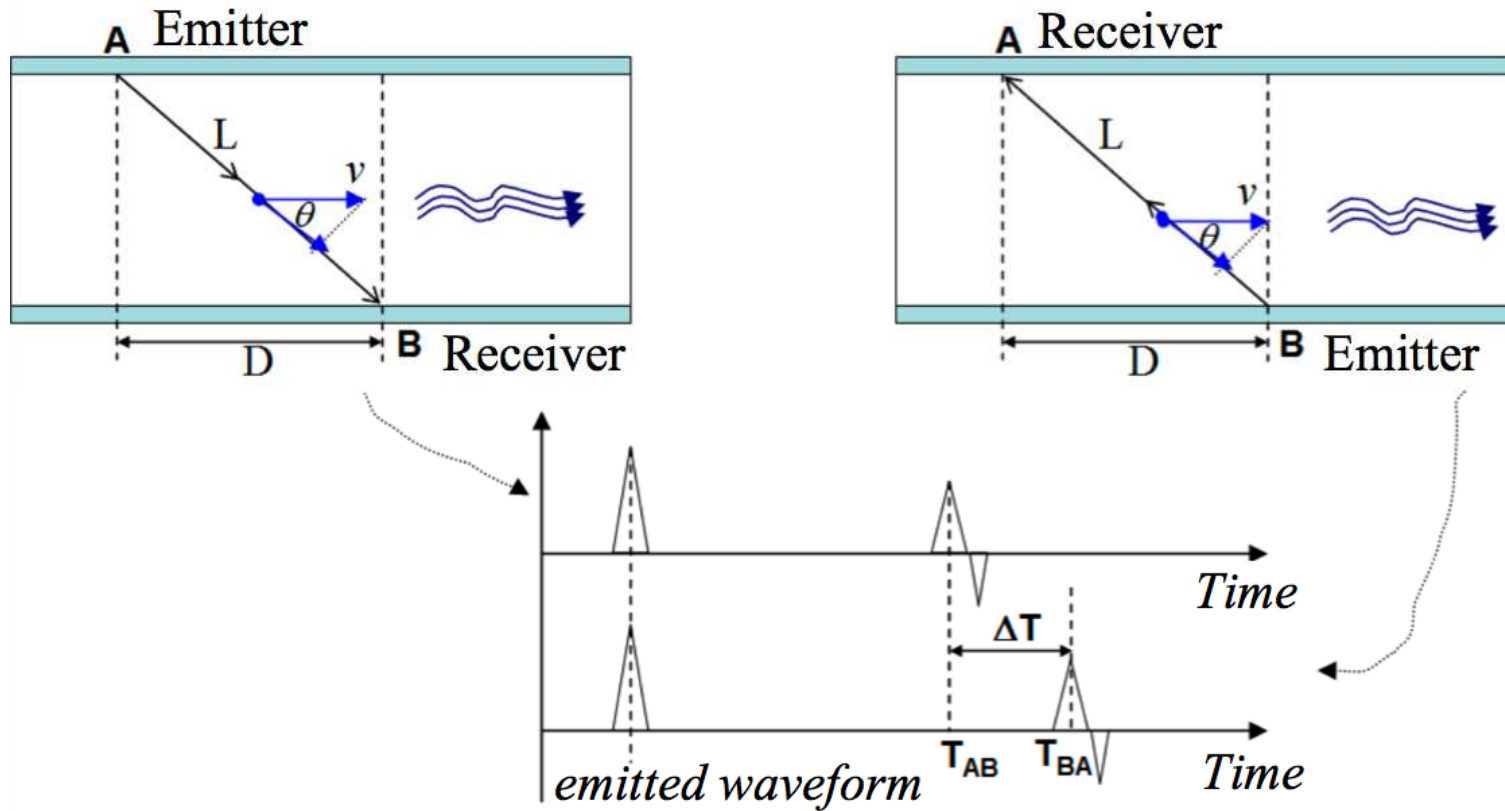 A Emitter
L
v
θ
D
B Receiver
A Receiver
L
v
θ
D
B Emitter
Time
ΔT
T_AB T_BA
Time
emitted waveform